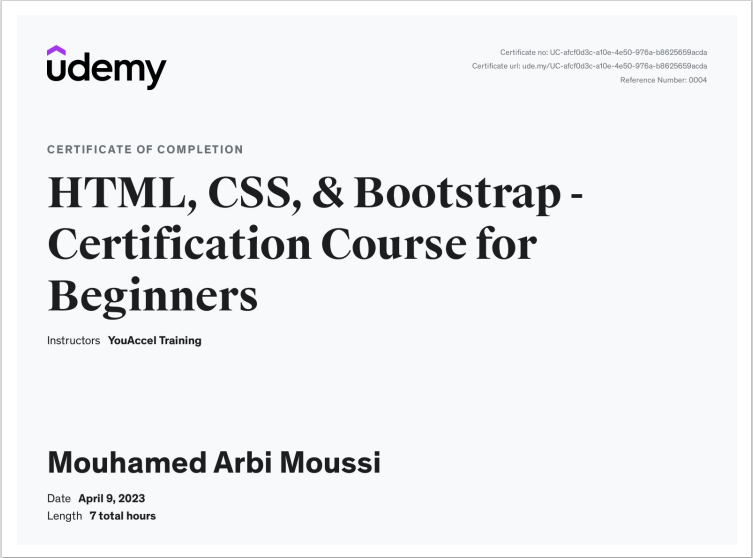 udemy
Certificate no: UC-afcf0d3c-a10e-4e50-976a-b8625659acda
Certificate url: ude.my/UC-afcf0d3c-a10e-4e50-976a-b8625659acda
Reference Number: 0004
CERTIFICATE OF COMPLETION
HTML, CSS, & Bootstrap -
Certification Course for
Beginners
Instructors YouAccel Training
Mouhamed Arbi Moussi
Date April 9, 2023
Length 7 total hours